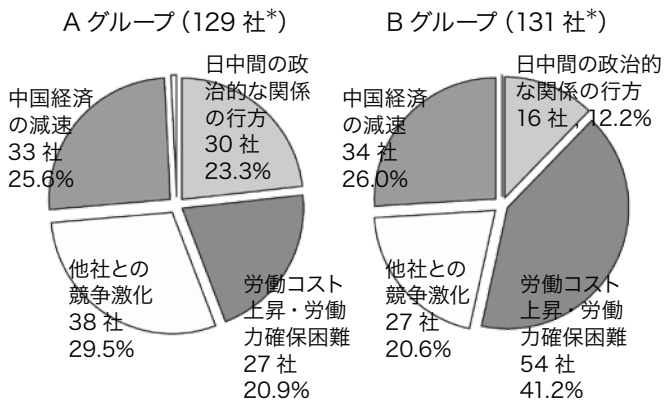 A グループ（129 社*）
日中間の政
治的な関係
の行方
30 社
23.3%
中国経済
の減速
33 社
25.6%
他社との
競争激化
38 社
29.5%
労働コスト
上昇・労働
力確保困難
27 社
20.9%
B グループ（131 社*）
日中間の政治的
な関係の行方
16 社 , 12.2%
中国経済
の減速
34 社
26.0%
他社との
競争激化
27 社
20.6%
労働コスト
上昇・労働
力確保困難
54 社
41.2%